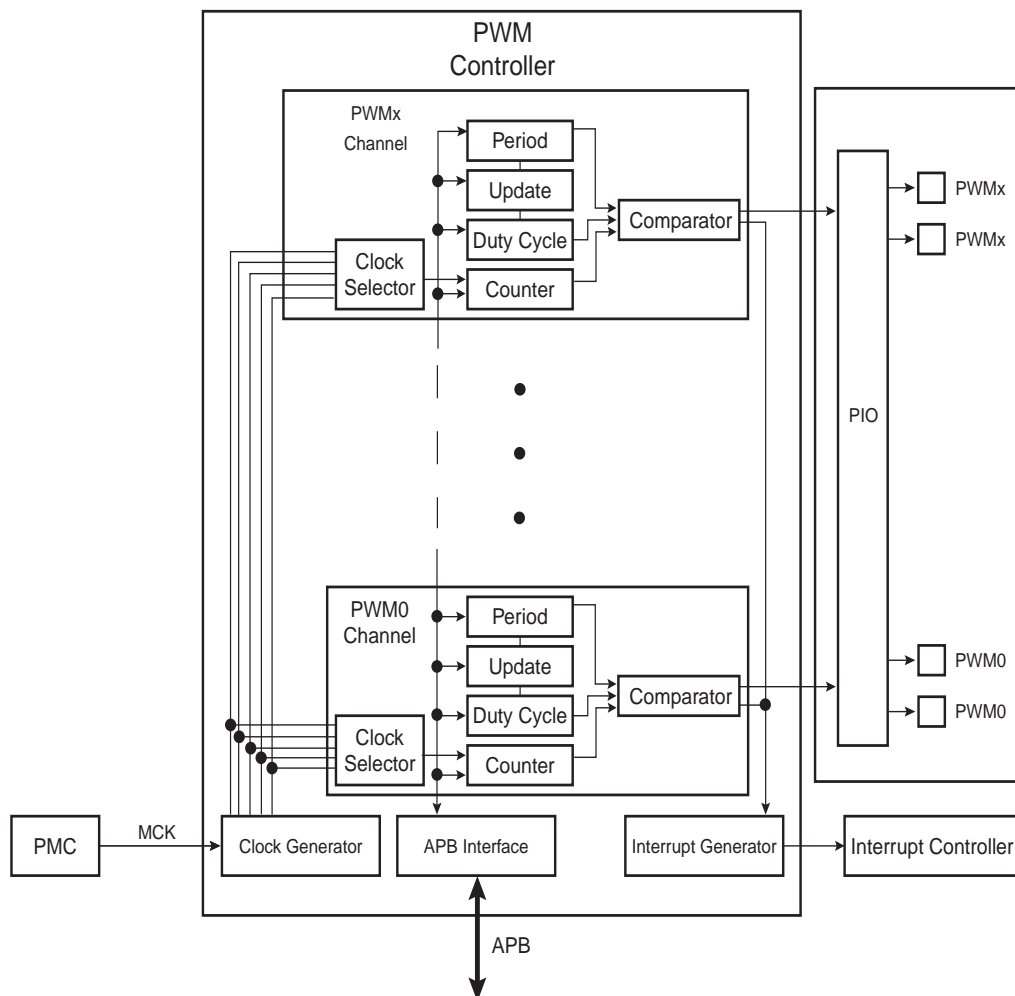 PWM
Controller
PWMx
Channel
Period
Update
Duty Cycle
Comparator
Clock
Selector
Counter
PIO
PWMx
PWMx
PWM0
Channel
Period
Update
Duty Cycle
Comparator
Clock
Selector
Counter
PWM0
PWM0
PMC
MCK
Clock Generator
APB Interface
Interrupt Generator
Interrupt Controller
APB